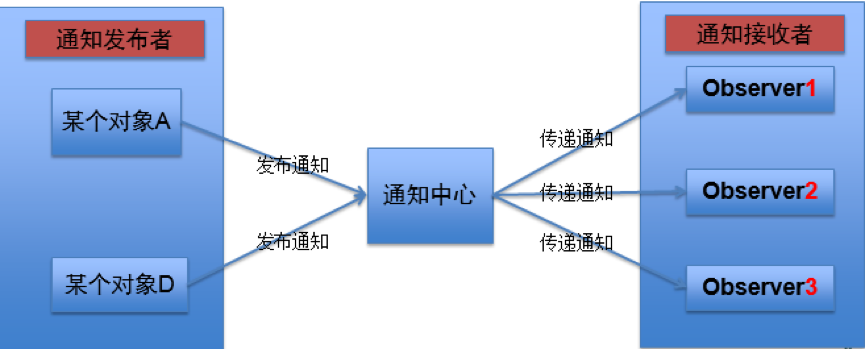 通知发布者
某个对象A
某个对象D
发布通知
发布通知
通知中心
传递通知
传递通知
传递通知
通知接收者
Observer1
Observer2
Observer3